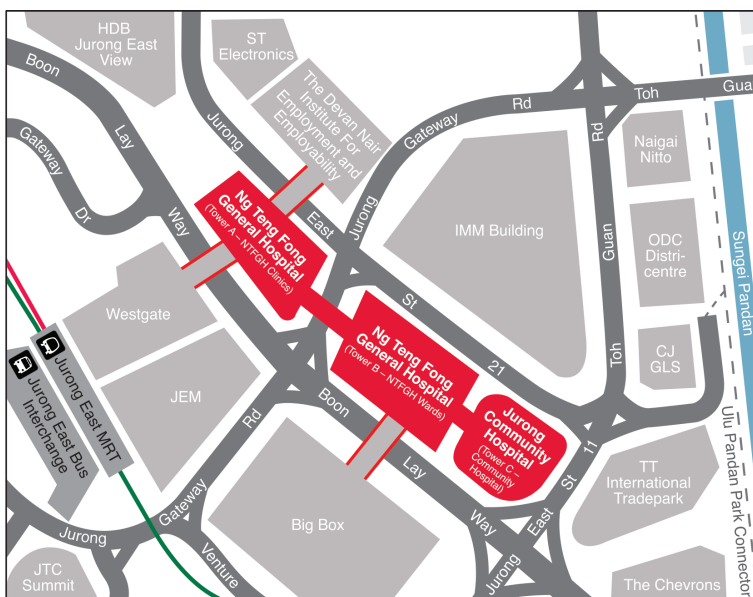 HDB
Jurong East
View
ST
Electronics
The Devan Nair
Institute For
Employment and
Employability
Boon
Lay
Way
Gateway
Dr
Jurong
East
St
21
Jurong
Gateway
Rd
Toh
Gua
Rd
Guan
Toh
Naigai
Nitto
ODC
Distri-
centre
CJ
GLS
Sungei Pandan
Ulu Pandan Park Connector
IMM Building
Ng Teng Fong
General Hospital
(Tower A – NTFGH Clinics)
Ng Teng Fong
General Hospital
(Tower B – NTFGH Wards)
Jurong
Community
Hospital
(Tower C –
Community
Hospital)
Westgate
JEM
Jurong East MRT
Jurong East Bus
Interchange
Rd
Gateway
Jurong
Boon
Lay
Way
Big Box
Venture
JTC
Summit
Jurong
East
St
11
TT
International
Tradepark
The Chevrons